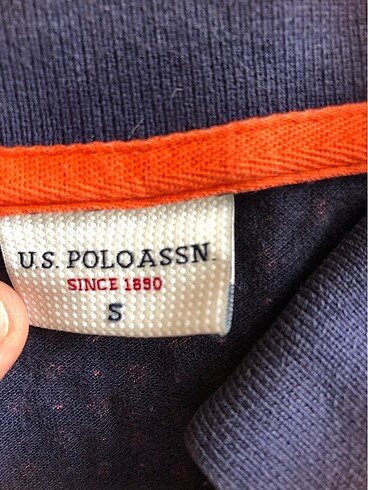 U.S. POLO ASSN.
SINCE 1890
S